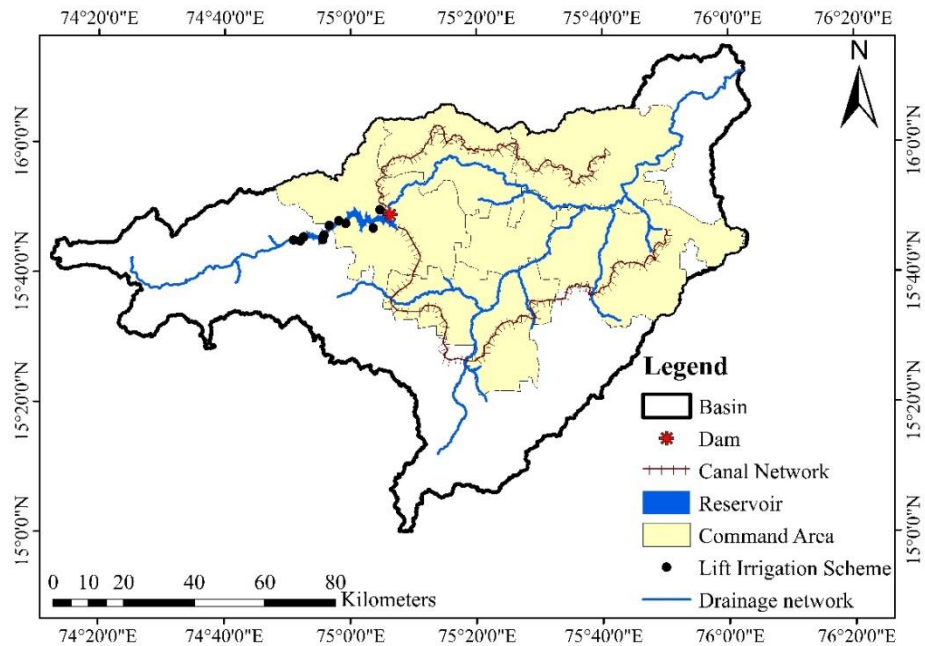 74°20'0"E 74°40'0"E 75°0'0"E 75°20'0"E 75°40'0"E 76°0'0"E 76°20'0"E
N
16°0'0"N 16°0'0"N
15°40'0"N 15°40'0"N
15°20'0"N 15°20'0"N
15°0'0"N 15°0'0"N
Legend
Basin
Dam
Canal Network
Reservoir
Command Area
Lift Irrigation Scheme
Drainage network
0 10 20 40 60 80
Kilometers
74°20'0"E 74°40'0"E 75°0'0"E 75°20'0"E 75°40'0"E 76°0'0"E 76°20'0"E